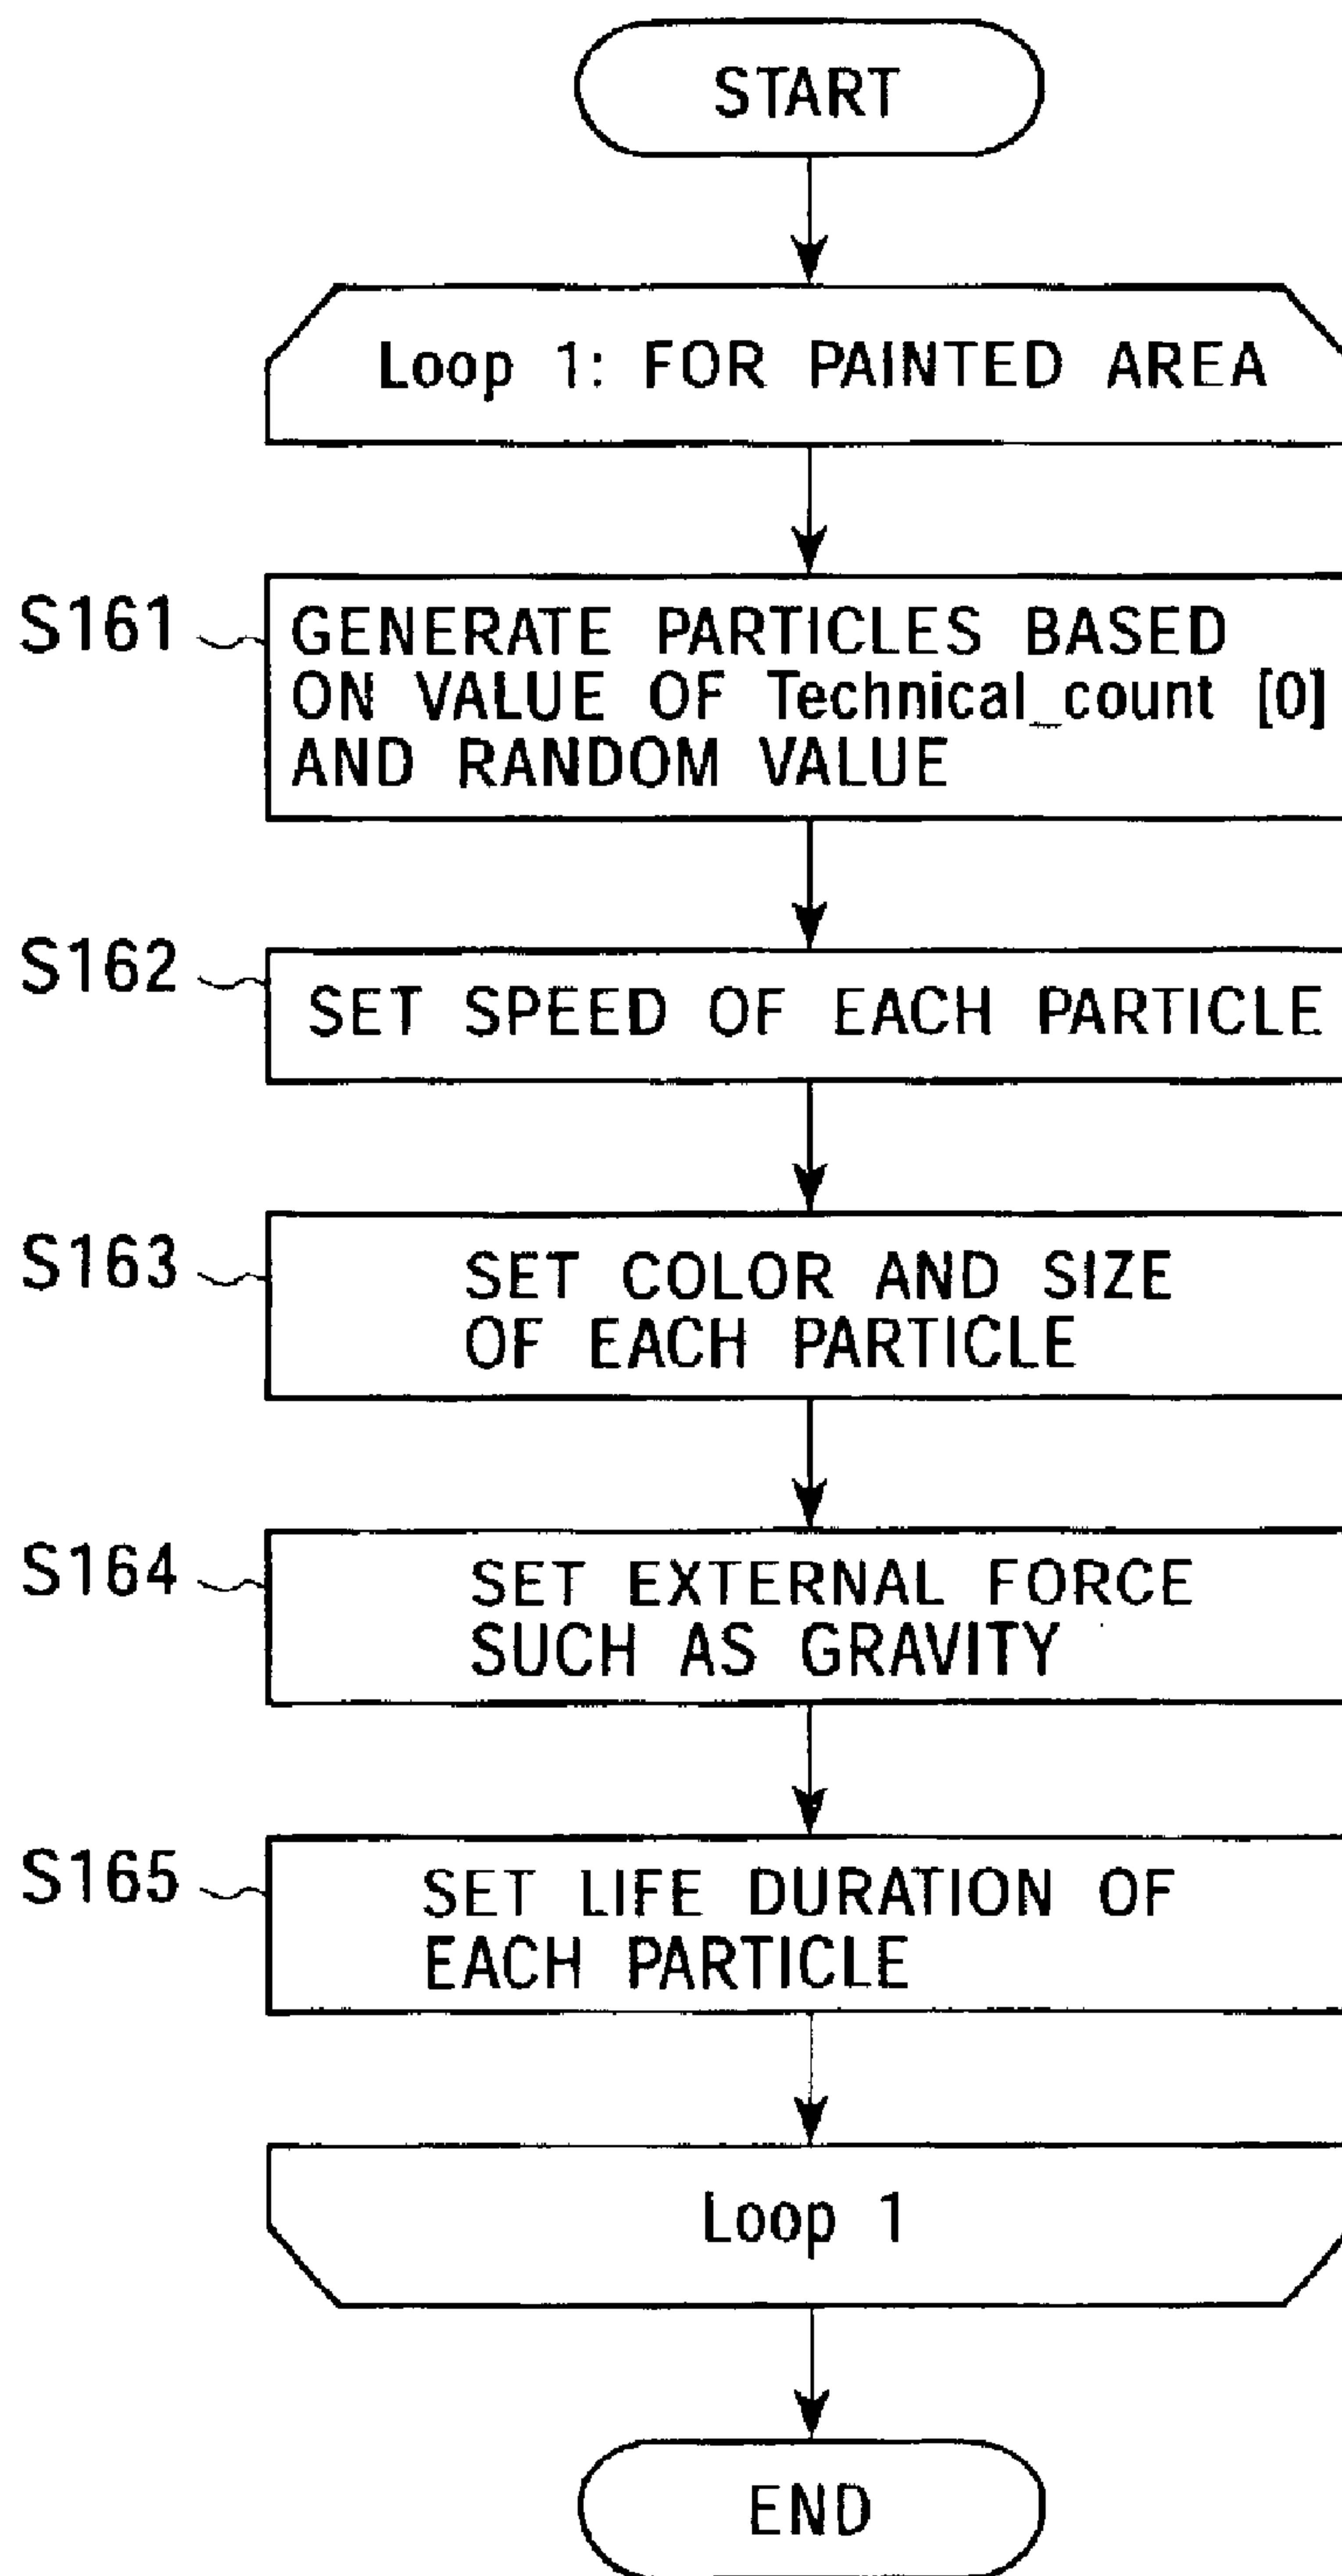 START
Loop 1: FOR PAINTED AREA
S161
GENERATE PARTICLES BASED
ON VALUE OF Technical_count [0]
AND RANDOM VALUE
S162
SET SPEED OF EACH PARTICLE
S163
SET COLOR AND SIZE
OF EACH PARTICLE
S164
SET EXTERNAL FORCE
SUCH AS GRAVITY
S165
SET LIFE DURATION OF
EACH PARTICLE
Loop 1
END